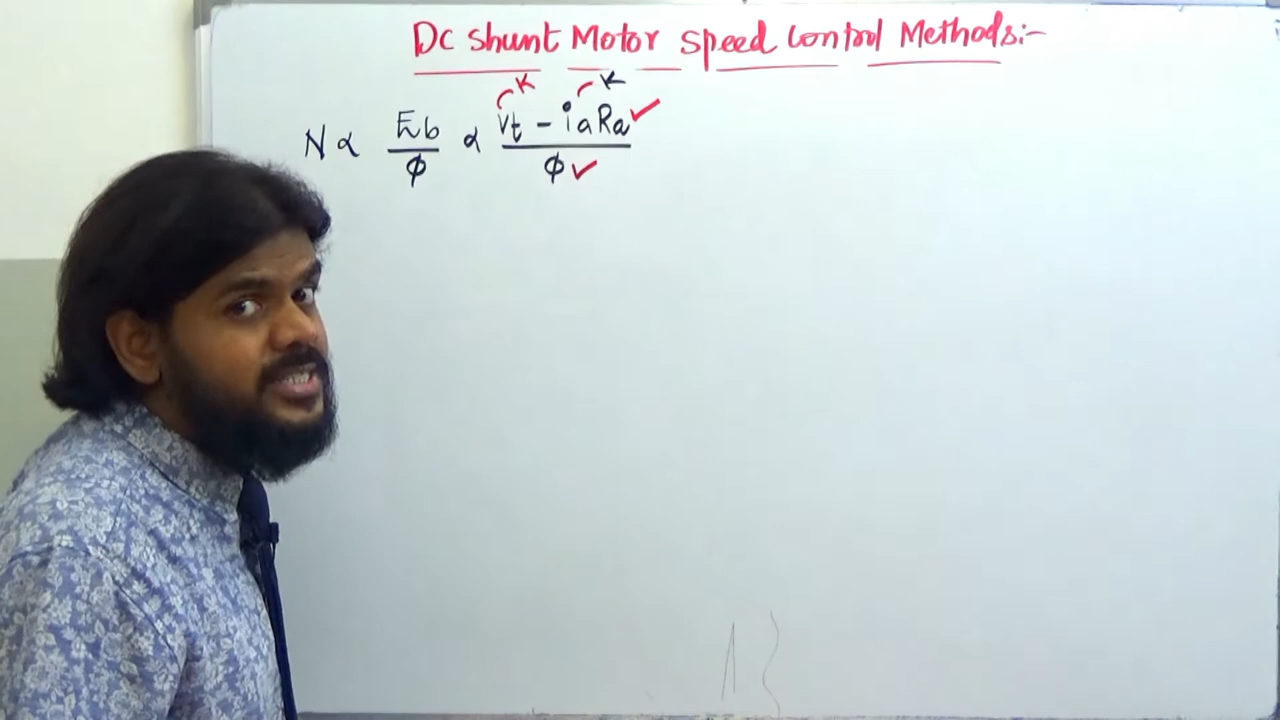 Dc Shunt Motor Speed Control Methods:-
K K
N ∝ Eb/ϕ ∝ Vt - iaRa ✓/ϕ ✓